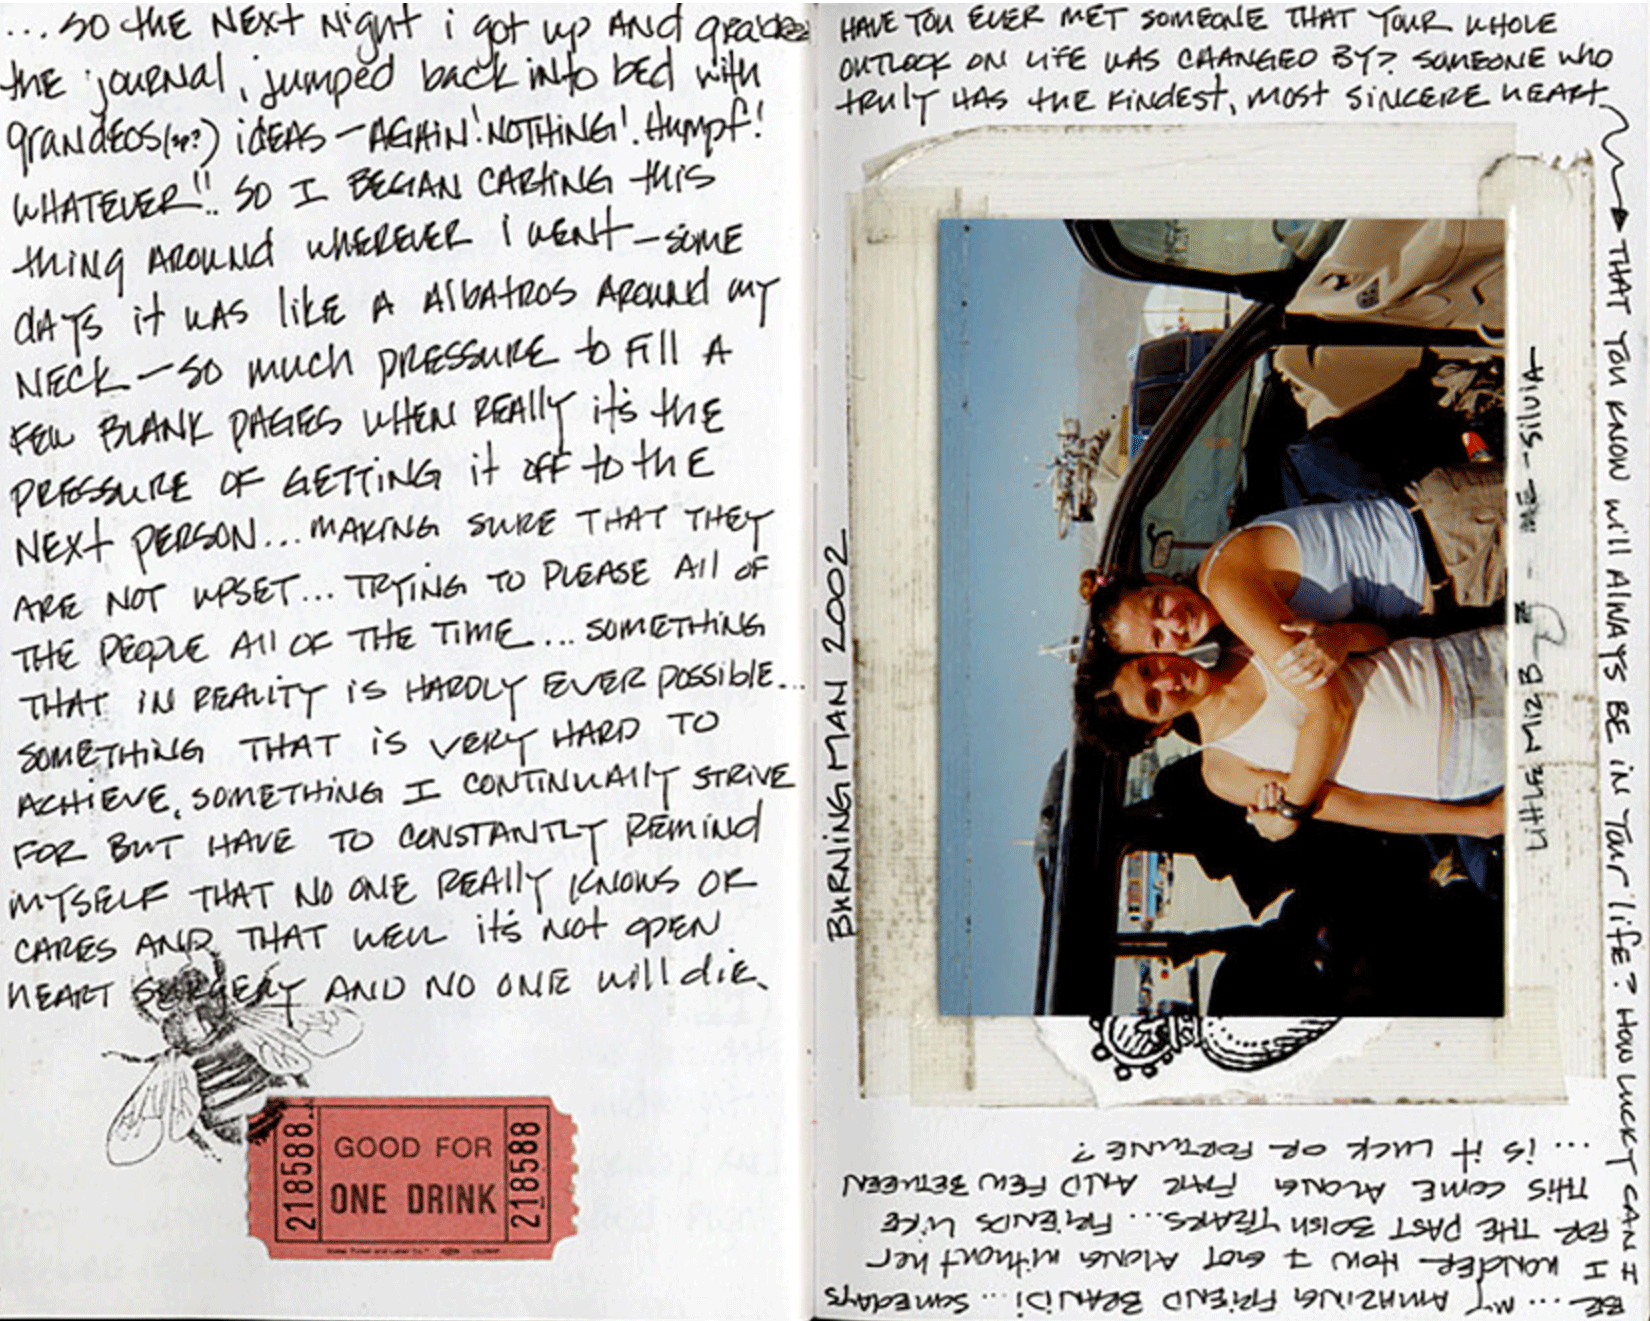 ...SO THE NEXT NIGHT i got up AND grabbed
THE journal, jumped back into bed with
grandeos(sp?) idEAS – AGAIN! NOTHING! Humpf!
WHATEVER!! SO I BEGAN CARTING THIS
THING AROUND WHEREVER I WENT – SOME
DAYS it WAS like A Albatros AROUND my
NECK – SO much PRESSURE to Fill A
FEW BLANK PAGES WHEN REALLY it's THE
PRESSURE OF GETTING it OFF TO THE
NEXT PERSON... MAKING SURE THAT THEY
ARE NOT UPSET... TRYING TO PLEASE All OF
THE PEOPLE All OF THE TIME... SOMETHING
THAT IN REALITY IS HARDLY EVER POSSIBLE...
SOMETHING THAT IS VERY HARD TO
ACHIEVE, SOMETHING I CONTINUALLY STRIVE
FOR BUT HAVE TO CONSTANTLY REMIND
MYSELF THAT NO ONE REALLY KNOWS OR
CARES AND THAT WELL it's NOT OPEN
HEART SURGERY AND NO ONE will die.
218588
GOOD FOR
ONE DRINK
218588
HAVE YOU EVER MET SOMEONE THAT YOUR WHOLE
OUTLOOK ON LIFE WAS CHANGED BY? SOMEONE WHO
TRULY HAS THE KINDEST, MOST SINCERE HEART
THAT YOU KNOW will ALWAYS BE IN YOUR life? HOW LUCKY CAN I
BE... MY AMAZING FRIEND BRANDI... SOMEDAYS
I WONDER HOW I GOT ALONG without her
FOR THE PAST 30ISH YEARS... FRIENDS LIKE
THIS COME ALONG FAR AND FEW BETWEEN
... IS it LUCK OR FORTUNE?
BURNING MAN 2002
LITTLE MIZ B
ME - SILVIA